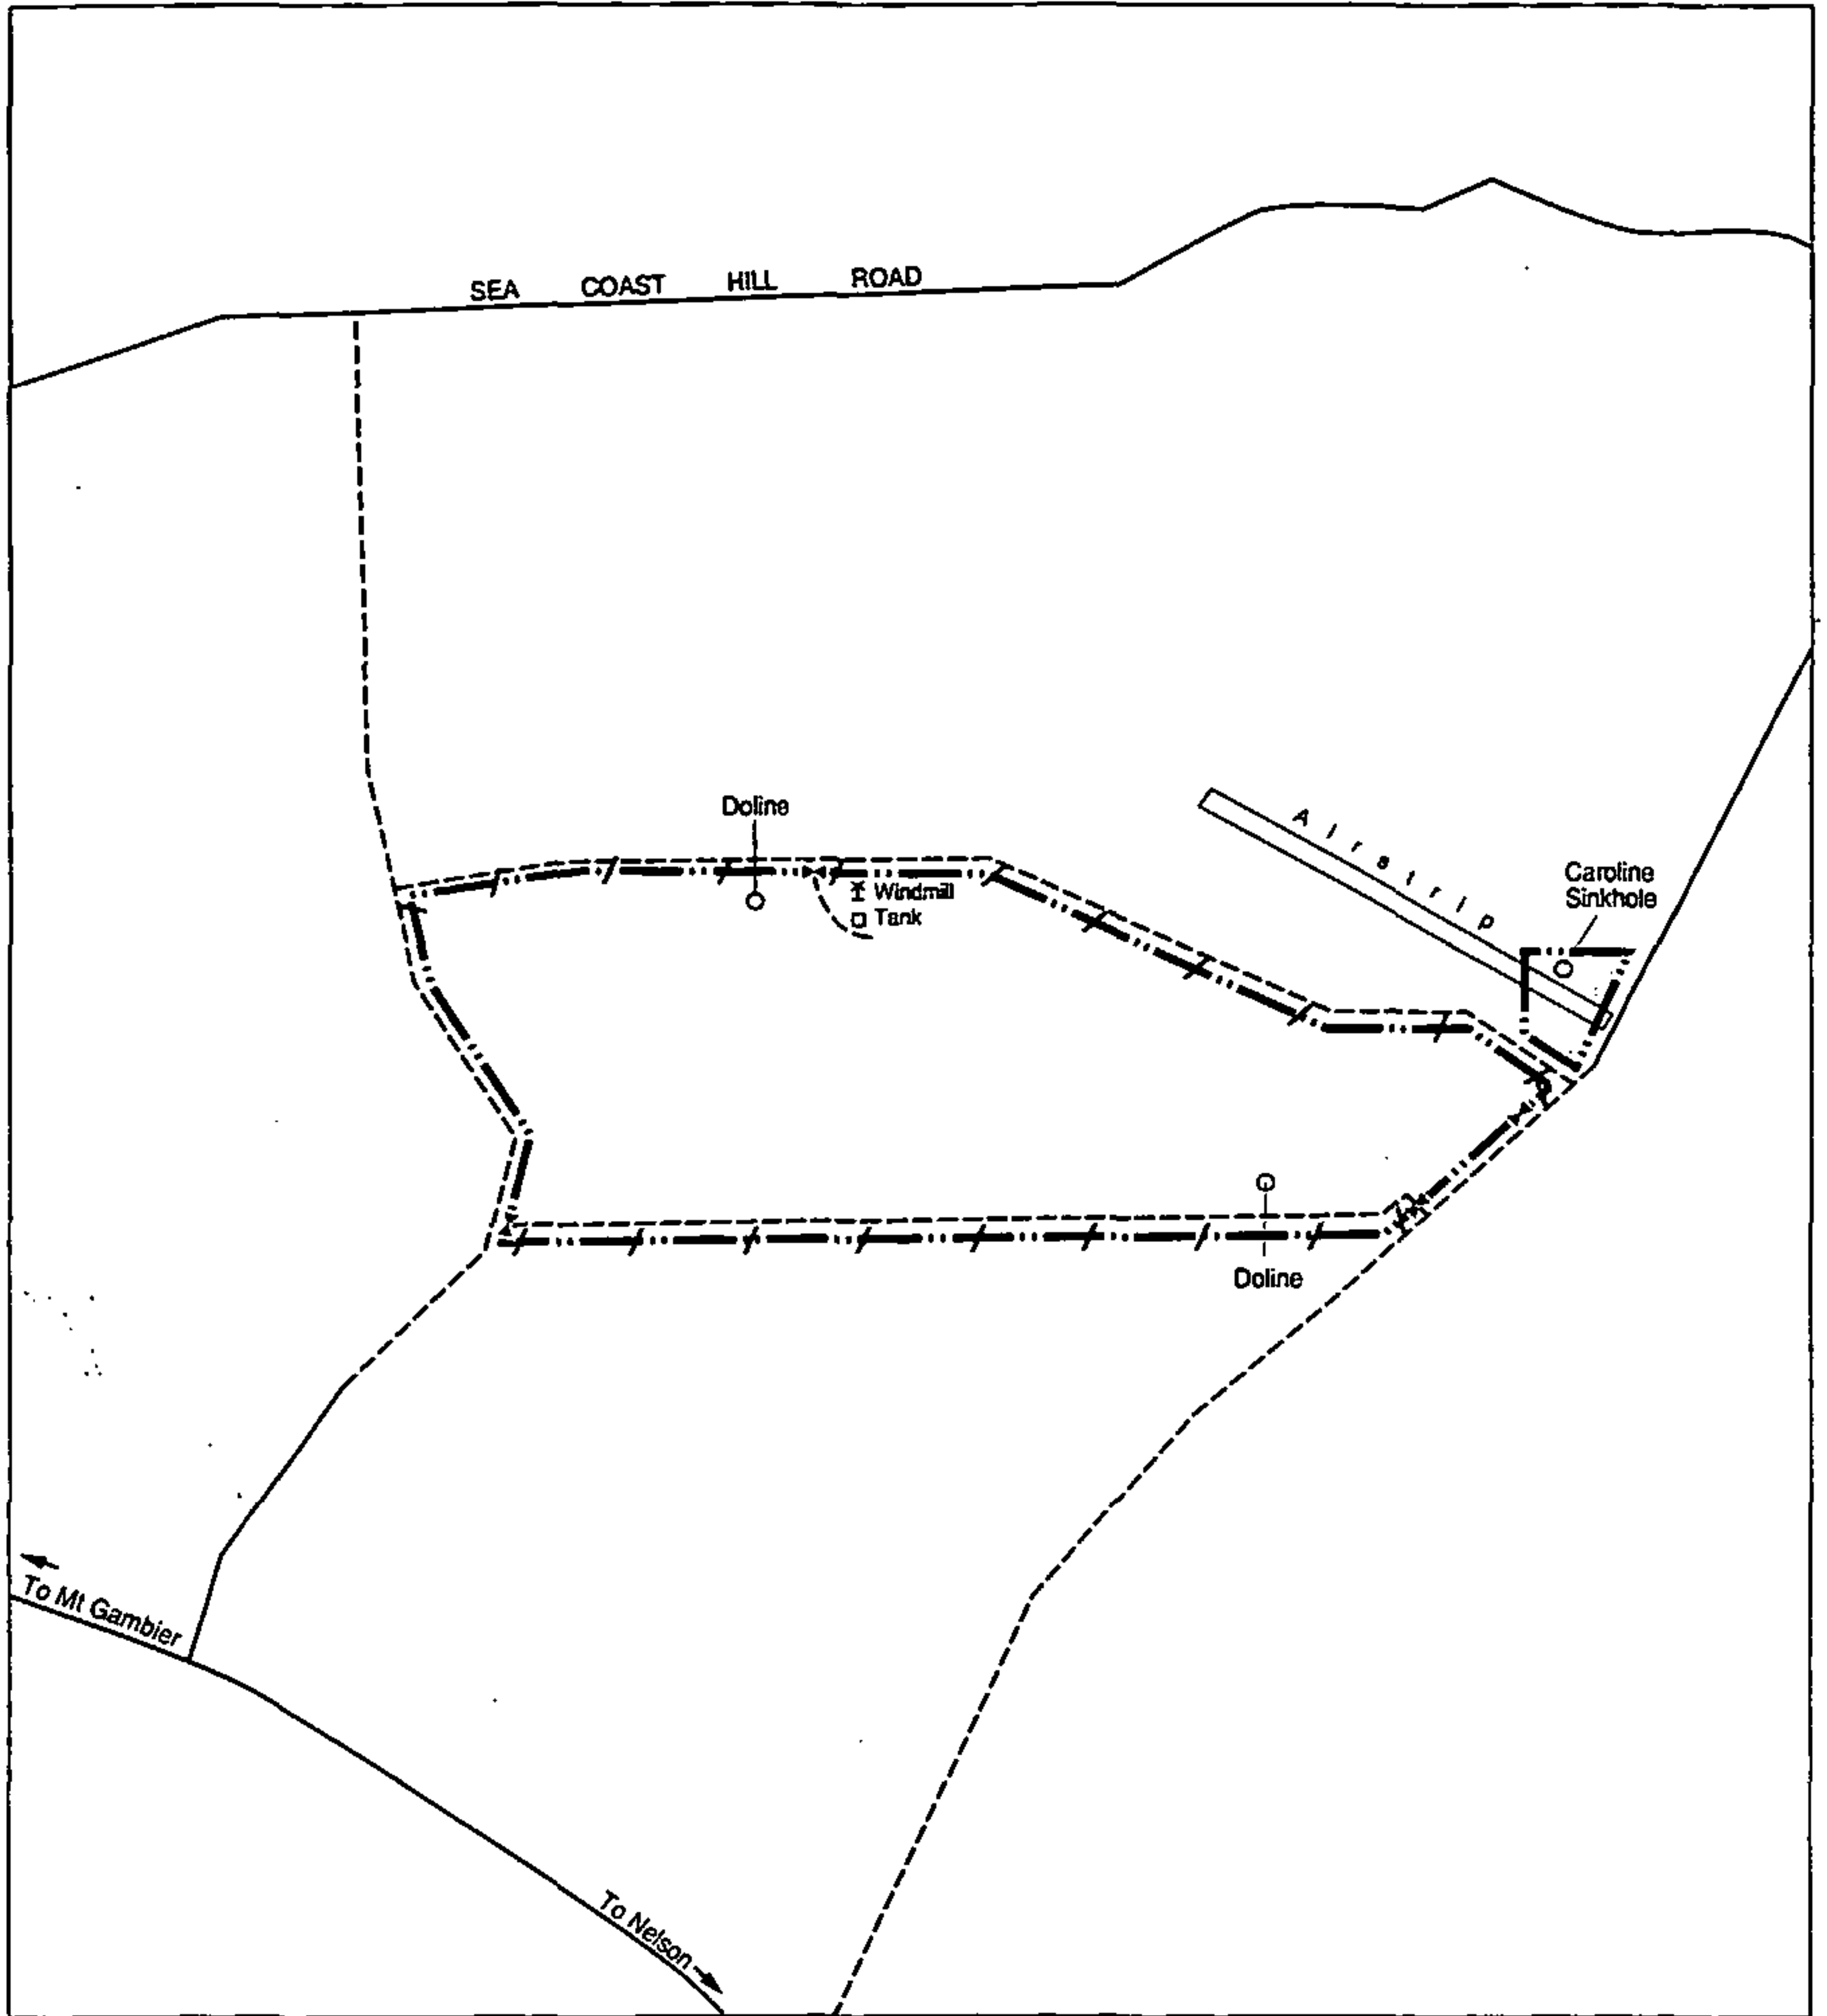 SEA COAST HILL ROAD
Doline
Airstrip
Caroline
Sinkhole
Windmill
Tank
Doline
To Mt Gambier
To Nelson